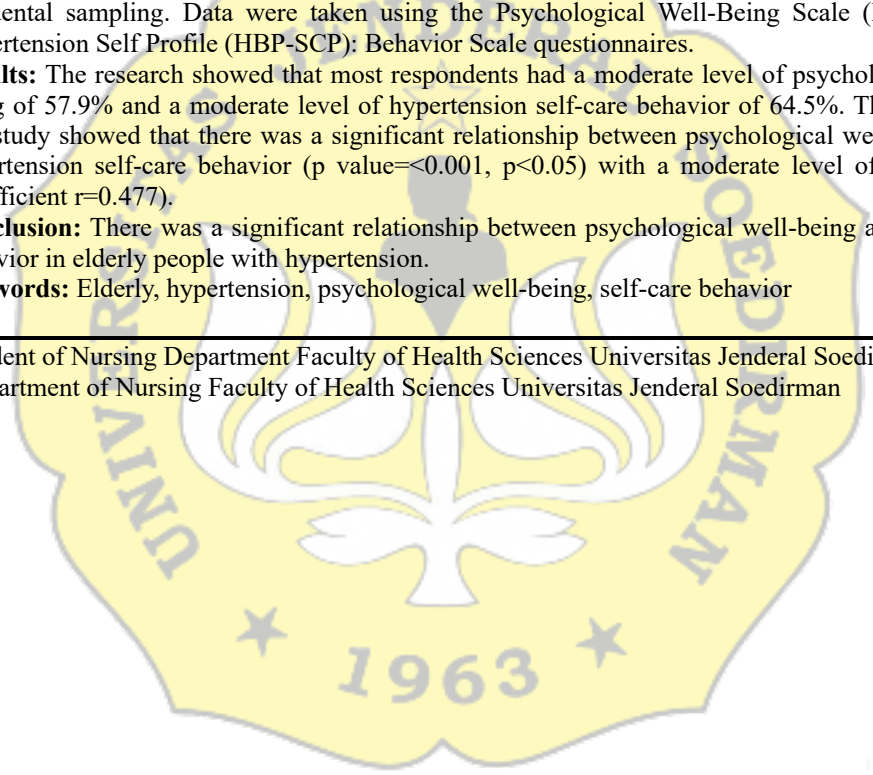 ental sampling. Data were taken using the Psychological Well-Being Scale (
ertension Self Profile (HBP-SCP): Behavior Scale questionnaires.
lts: The research showed that most respondents had a moderate level of psychol
g of 57.9% and a moderate level of hypertension self-care behavior of 64.5%. Th
study showed that there was a significant relationship between psychological we
rtension self-care behavior (p value=<0.001, p<0.05) with a moderate level of
fficient r=0.477).
clusion: There was a significant relationship between psychological well-being a
vior in elderly people with hypertension.
words: Elderly, hypertension, psychological well-being, self-care behavior
lent of Nursing Department Faculty of Health Sciences Universitas Jenderal Soedi
artment of Nursing Faculty of Health Sciences Universitas Jenderal Soedirman
UNIVERSITAS JENDERAL SOEDIRMAN
1963